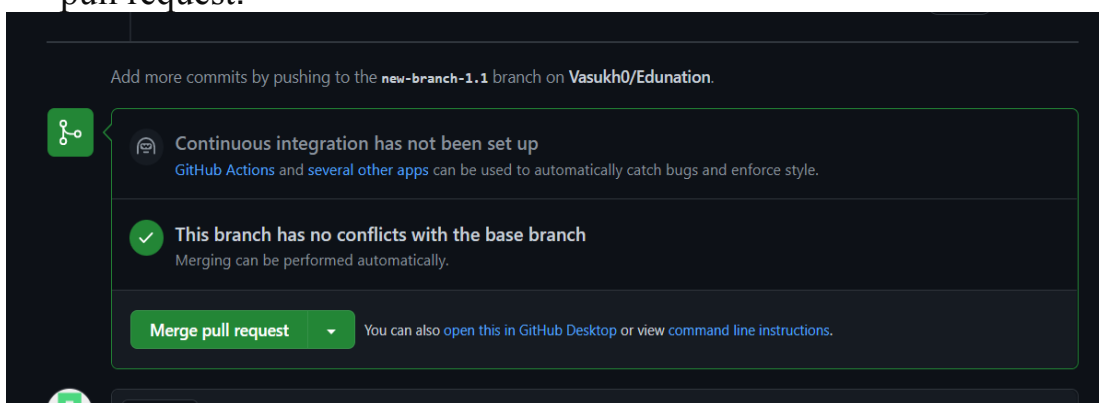 pull request.
Add more commits by pushing to the new-branch-1.1 branch on Vasukh0/Edunation.
Continuous integration has not been set up
GitHub Actions and several other apps can be used to automatically catch bugs and enforce style.
This branch has no conflicts with the base branch
Merging can be performed automatically.
Merge pull request You can also open this in GitHub Desktop or view command line instructions.